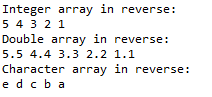 Integer array in reverse:
5 4 3 2 1
Double array in reverse:
5.5 4.4 3.3 2.2 1.1
Character array in reverse:
e d c b a